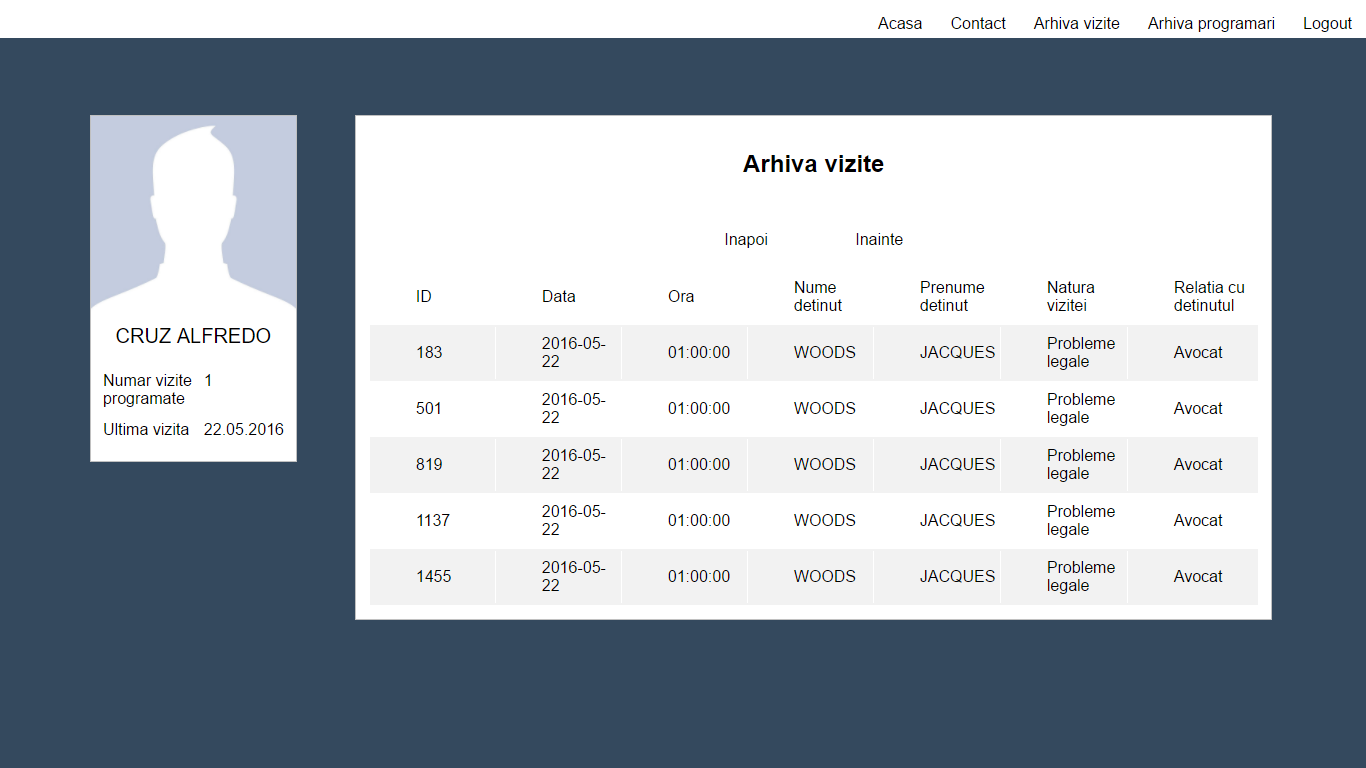 Acasa Contact Arhiva vizite Arhiva programari Logout
CRUZ ALFREDO
Numar vizite 1
programate
Ultima vizita 22.05.2016
Arhiva vizite
Inapoi Inainte
ID Data Ora Nume detinut Prenume detinut Natura vizitei Relatia cu detinutul
183 2016-05-22 01:00:00 WOODS JACQUES Probleme legale Avocat
501 2016-05-22 01:00:00 WOODS JACQUES Probleme legale Avocat
819 2016-05-22 01:00:00 WOODS JACQUES Probleme legale Avocat
1137 2016-05-22 01:00:00 WOODS JACQUES Probleme legale Avocat
1455 2016-05-22 01:00:00 WOODS JACQUES Probleme legale Avocat